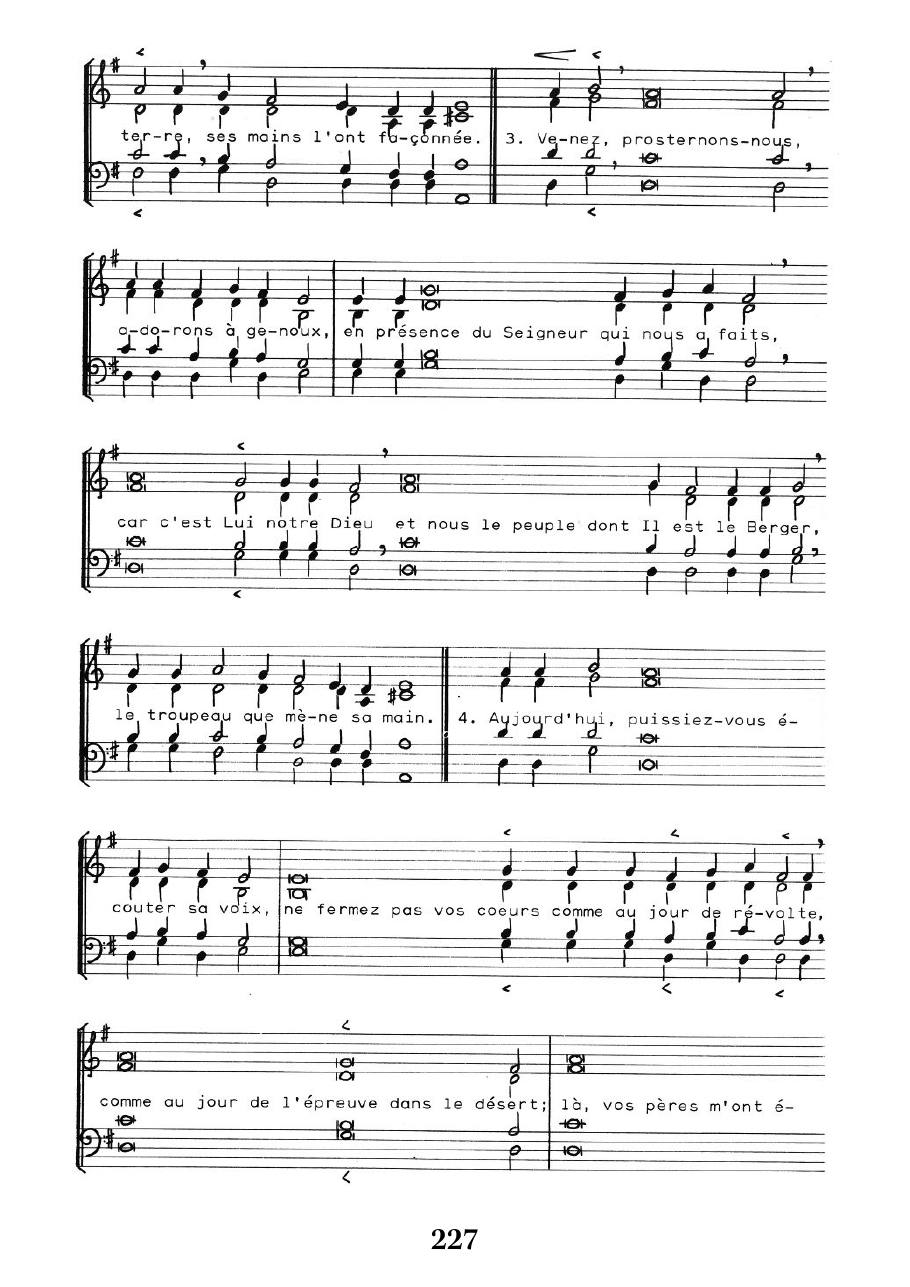 ter-re, ses mains l'ont fa-çonnée. 3. Ve-nez, prosternons-nous,
a-do-rons à ge-noux, en présence du Seigneur qui nous a faits,
car c'est Lui notre Dieu et nous le peuple dont Il est le Berger,
le troupeau que mè-ne sa main. 4. Aujourd'hui, puissiez-vous é-
couter sa voix, ne fermez pas vos coeurs comme au jour de ré-volte,
comme au jour de l'épreuve dans le désert; là, vos pères m'ont é-
227